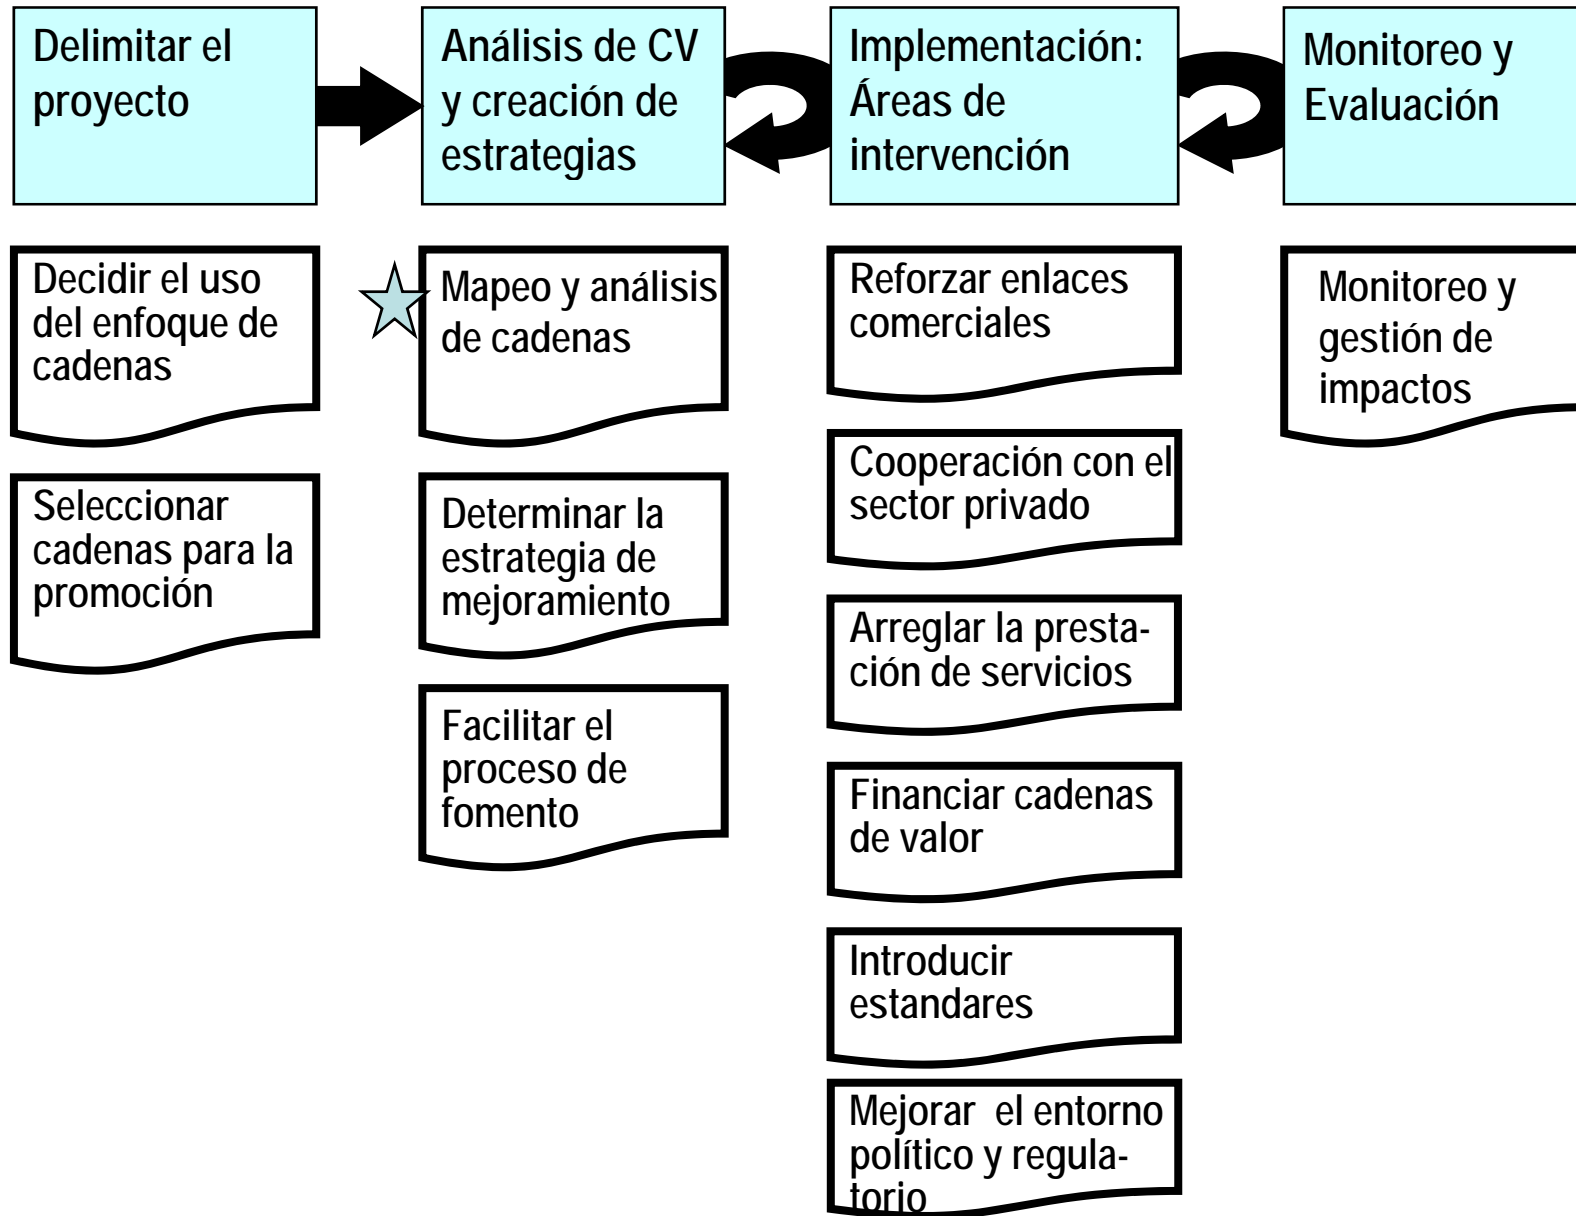 Delimitar el
proyecto
Análisis de CV
y creación de
estrategias
Implementación:
Áreas de
intervención
Monitoreo y
Evaluación
Decidir el uso
del enfoque de
cadenas
Seleccionar
cadenas para la
promoción
Mapeo y análisis
de cadenas
Determinar la
estrategia de
mejoramiento
Facilitar el
proceso de
fomento
Reforzar enlaces
comerciales
Cooperación con el
sector privado
Arreglar la presta-
ción de servicios
Financiar cadenas
de valor
Introducir
estandares
Mejorar  el entorno
político y regula-
torio
Monitoreo y
gestión de
impactos